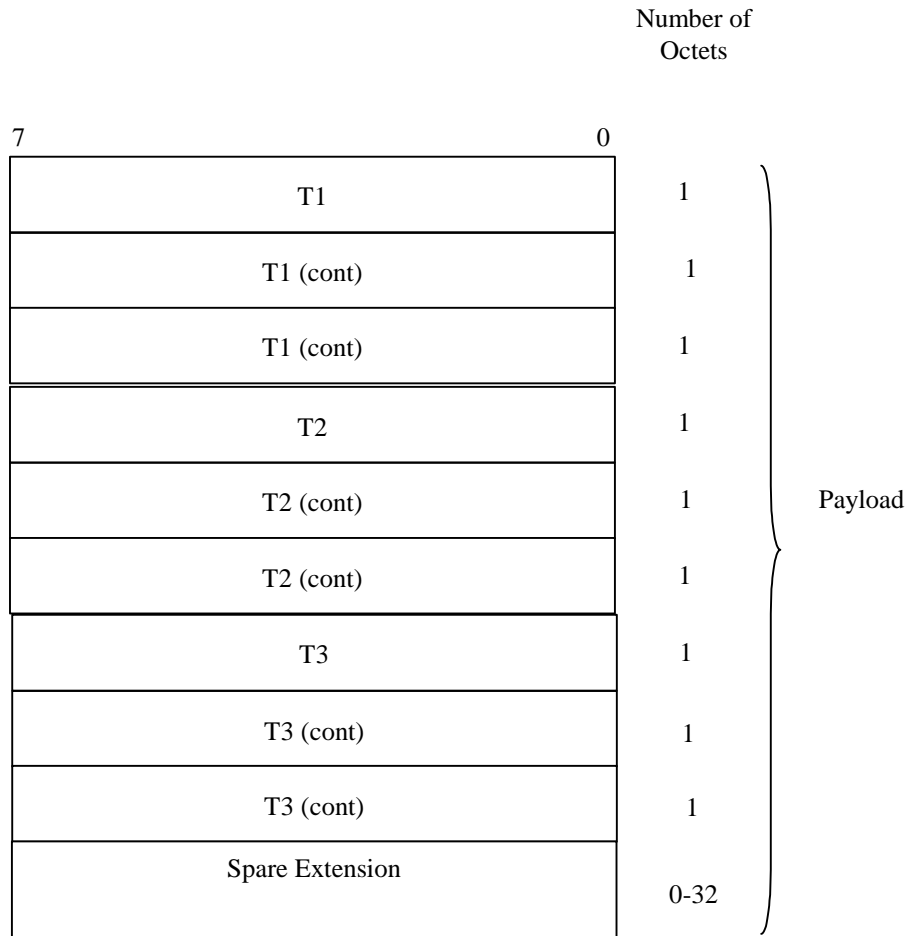 Number of
Octets
7 0
T1 1
T1 (cont) 1
T1 (cont) 1
T2 1
T2 (cont) 1
Payload
T2 (cont) 1
T3 1
T3 (cont) 1
T3 (cont) 1
Spare Extension
0-32